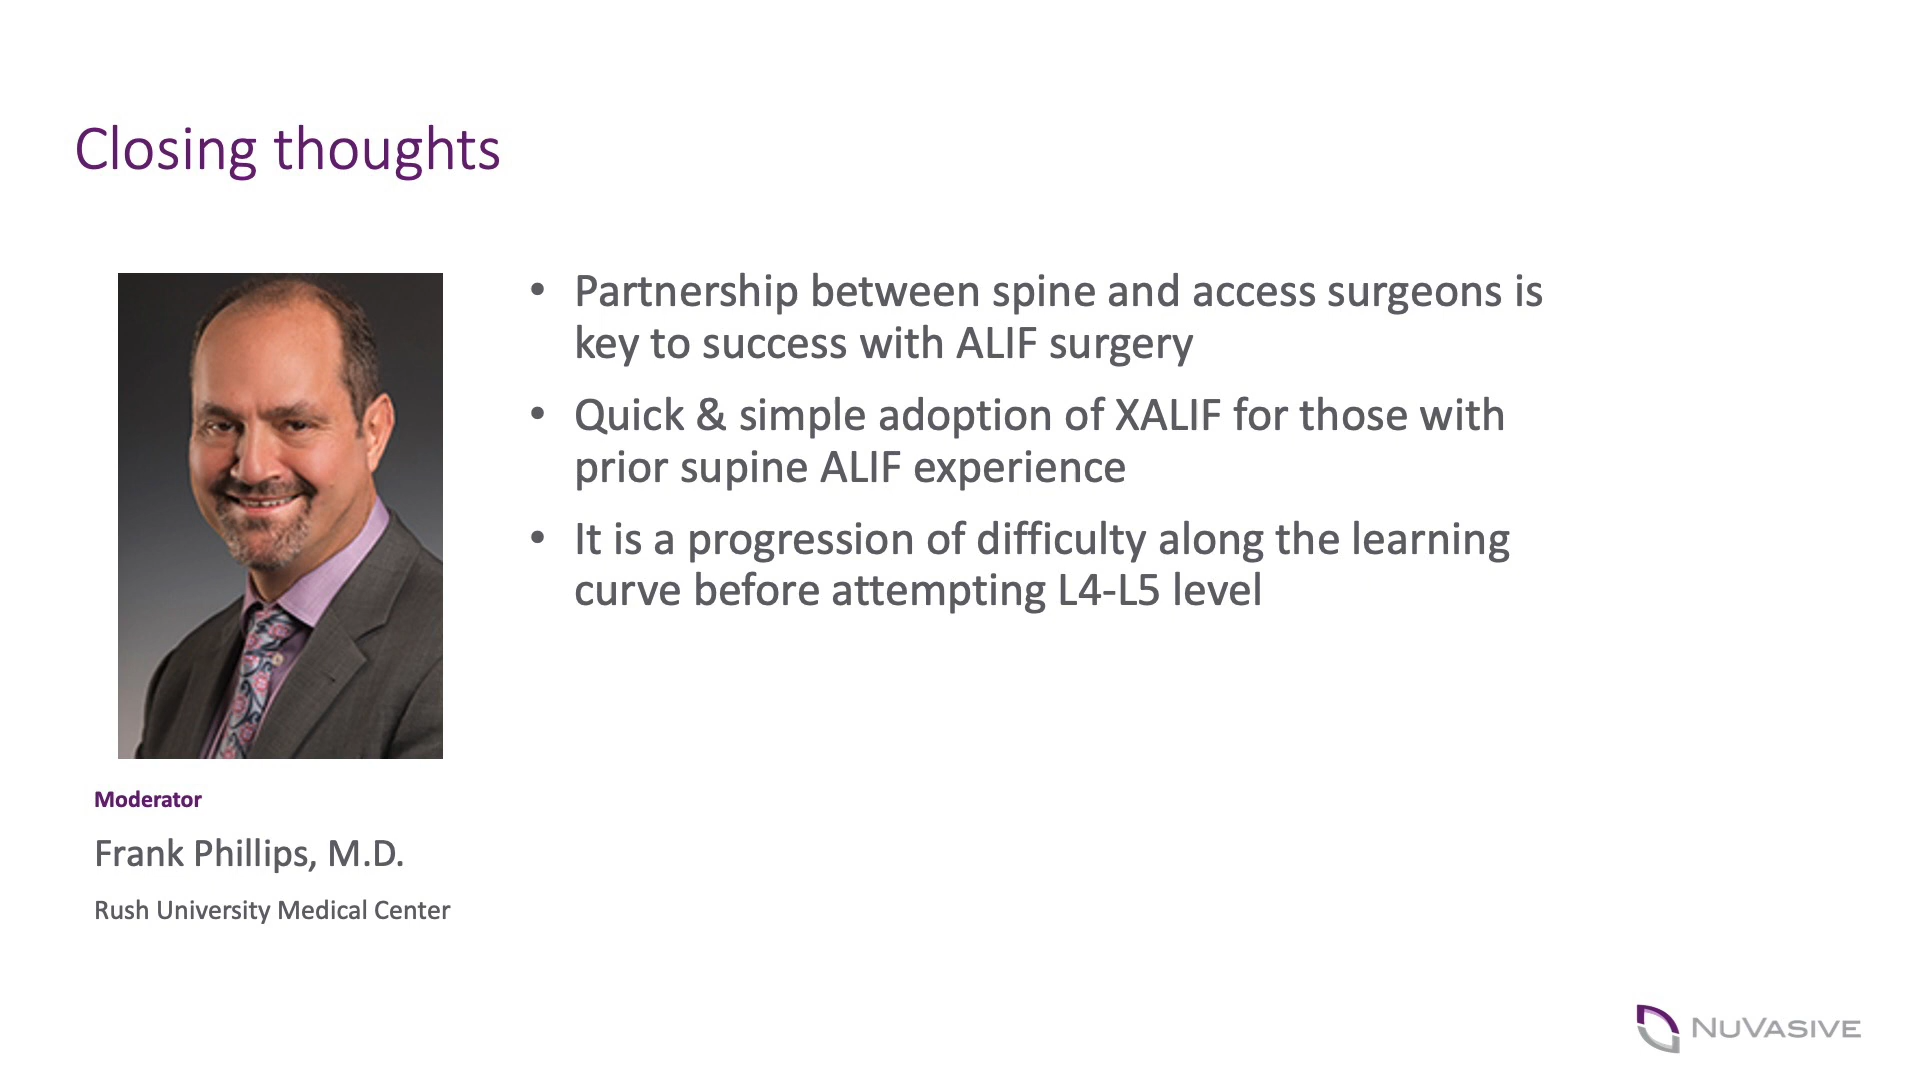 Closing thoughts
• Partnership between spine and access surgeons is
key to success with ALIF surgery
• Quick & simple adoption of XALIF for those with
prior supine ALIF experience
• It is a progression of difficulty along the learning
curve before attempting L4-L5 level
Moderator
Frank Phillips, M.D.
Rush University Medical Center
NUVASIVE